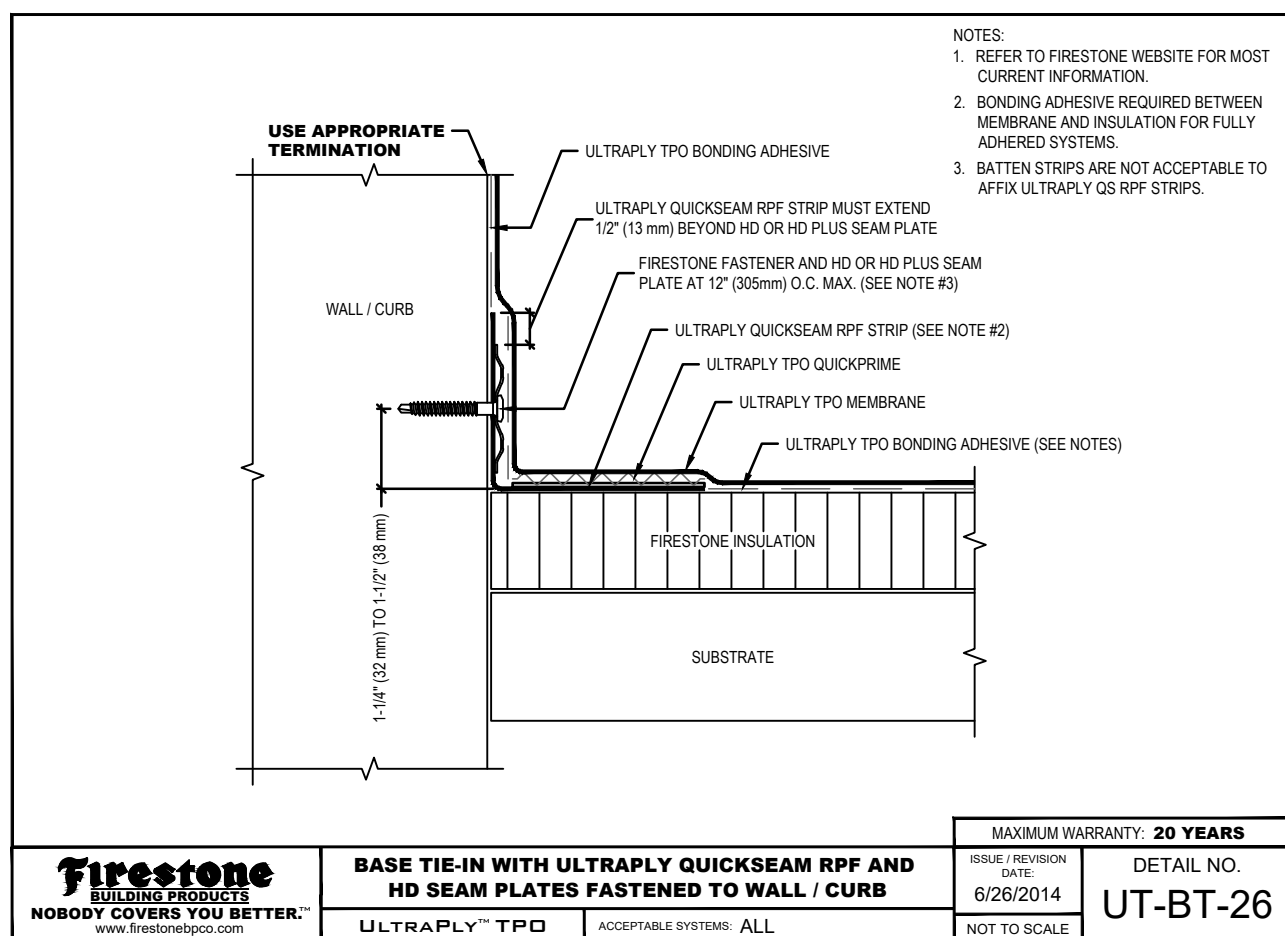 NOTES:
1. REFER TO FIRESTONE WEBSITE FOR MOST
CURRENT INFORMATION.
2. BONDING ADHESIVE REQUIRED BETWEEN
MEMBRANE AND INSULATION FOR FULLY
ADHERED SYSTEMS.
3. BATTEN STRIPS ARE NOT ACCEPTABLE TO
AFFIX ULTRAPLY QS RPF STRIPS.
USE APPROPRIATE
TERMINATION
ULTRAPLY TPO BONDING ADHESIVE
ULTRAPLY QUICKSEAM RPF STRIP MUST EXTEND
1/2" (13 mm) BEYOND HD OR HD PLUS SEAM PLATE
FIRESTONE FASTENER AND HD OR HD PLUS SEAM
PLATE AT 12" (305mm) O.C. MAX. (SEE NOTE #3)
WALL / CURB
ULTRAPLY QUICKSEAM RPF STRIP (SEE NOTE #2)
ULTRAPLY TPO QUICKPRIME
ULTRAPLY TPO MEMBRANE
ULTRAPLY TPO BONDING ADHESIVE (SEE NOTES)
1-1/4" (32 mm) TO 1-1/2" (38 mm)
FIRESTONE INSULATION
SUBSTRATE
MAXIMUM WARRANTY: 20 YEARS
Firestone
BUILDING PRODUCTS
NOBODY COVERS YOU BETTER.™
www.firestonebpco.com
BASE TIE-IN WITH ULTRAPLY QUICKSEAM RPF AND
HD SEAM PLATES FASTENED TO WALL / CURB
ULTRAPLY™ TPO
ACCEPTABLE SYSTEMS: ALL
ISSUE / REVISION
DATE:
6/26/2014
NOT TO SCALE
DETAIL NO.
UT-BT-26